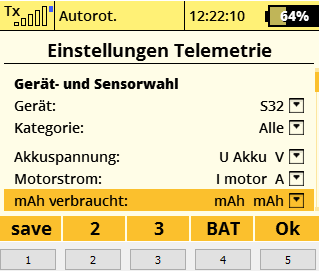 Tx Autorot. 12:22:10 64%
Einstellungen Telemetrie
Gerät- und Sensorwahl
Gerät: S32
Kategorie: Alle
Akkuspannung: U Akku V
Motorstrom: I motor A
mAh verbraucht: mAh mAh
save 2 3 BAT Ok
1 2 3 4 5